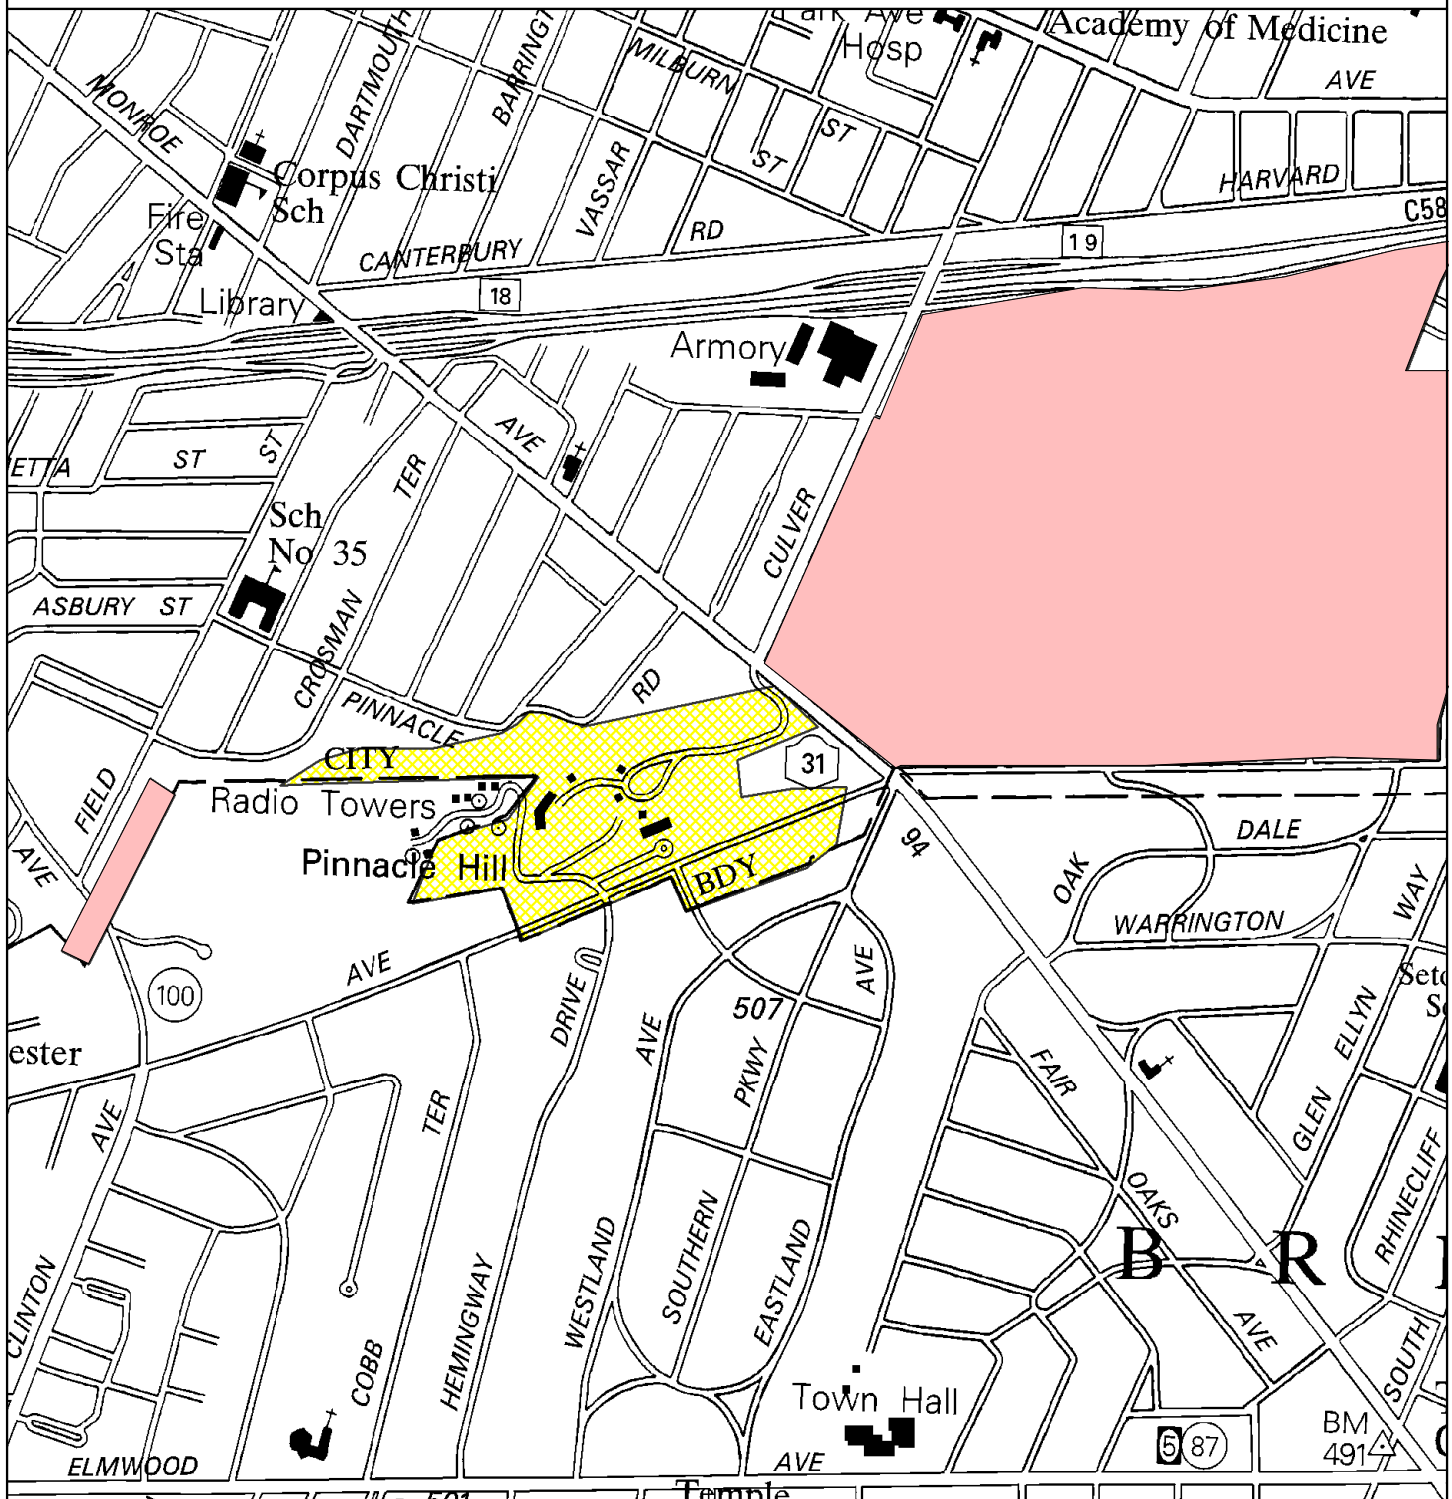 Park Ave
Hosp
Academy of Medicine
AVE
MONROE
DARTMOUTH
BARRINGT
MILBURN
ST
ST
HARVARD
Corpus Christi
Sch
VASSAR
RD
C58
Fire
Sta
CANTERBURY
19
18
Library
Armory
AVE
ETTA
ST
ST
TER
CULVER
Sch
No 35
ASBURY ST
CROSMAN
PINNACLE
RD
CITY
31
Radio Towers
FIELD
AVE
Pinnacle Hill
BDY
94
DALE
OAK
WAY
WARRINGTON
AVE
100
DRIVE
AVE
507
AVE
ELLYN
ester
AVE
TER
PKWY
FAIR
GLEN
OAKS
RHINECLIFF
B R
CLINTON
COBB
HEMINGWAY
WESTLAND
SOUTHERN
EASTLAND
AVE
SOUTH
Town Hall
BM
491
5 87
ELMWOOD
AVE
501
Temple